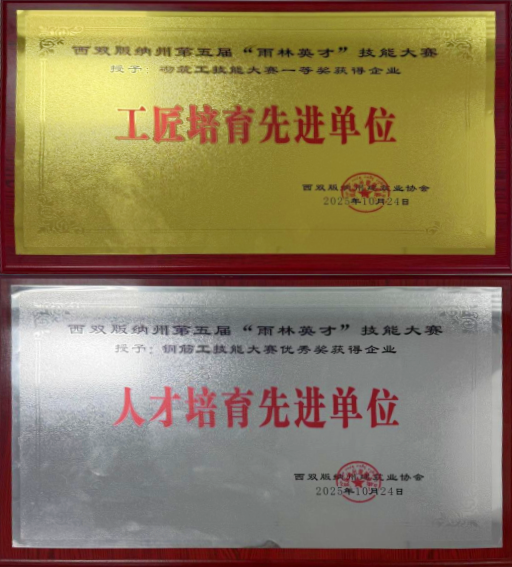 西双版纳州第五届“雨林英才”技能大赛
授予：砌筑工技能大赛一等奖获得企业
工匠培育先进单位
西双版纳州建筑业协会
2025年10月24日
西双版纳州第五届“雨林英才”技能大赛
授予：钢筋工技能大赛优秀奖获得企业
人才培育先进单位
西双版纳州建筑业协会
2025年10月24日